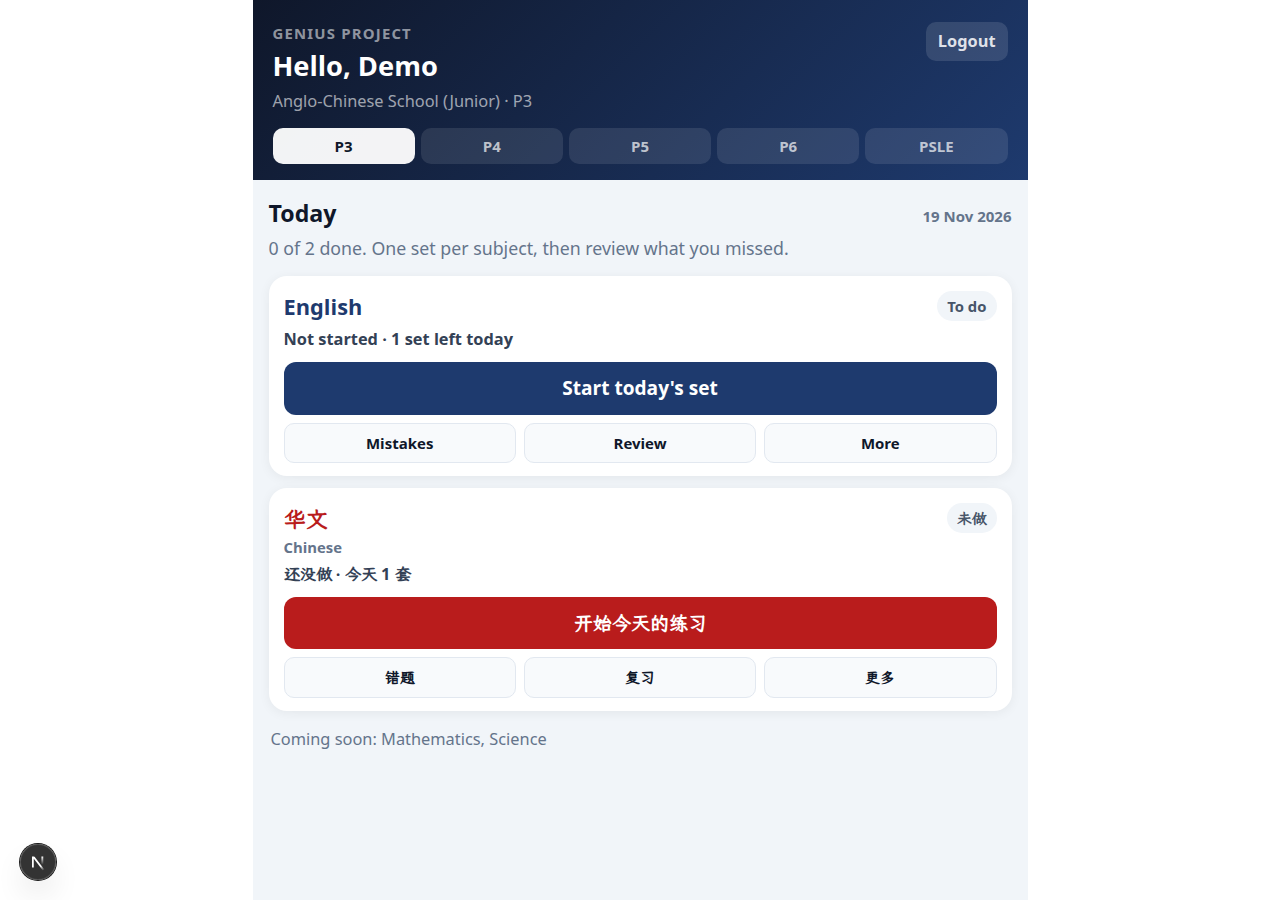 GENIUS PROJECT
Logout
Hello, Demo
Anglo-Chinese School (Junior) · P3
P3 P4 P5 P6 PSLE
Today 19 Nov 2026
0 of 2 done. One set per subject, then review what you missed.
English To do
Not started · 1 set left today
Start today's set
Mistakes Review More
华文 未做
Chinese
还没做 · 今天 1 套
开始今天的练习
错题 复习 更多
Coming soon: Mathematics, Science
N